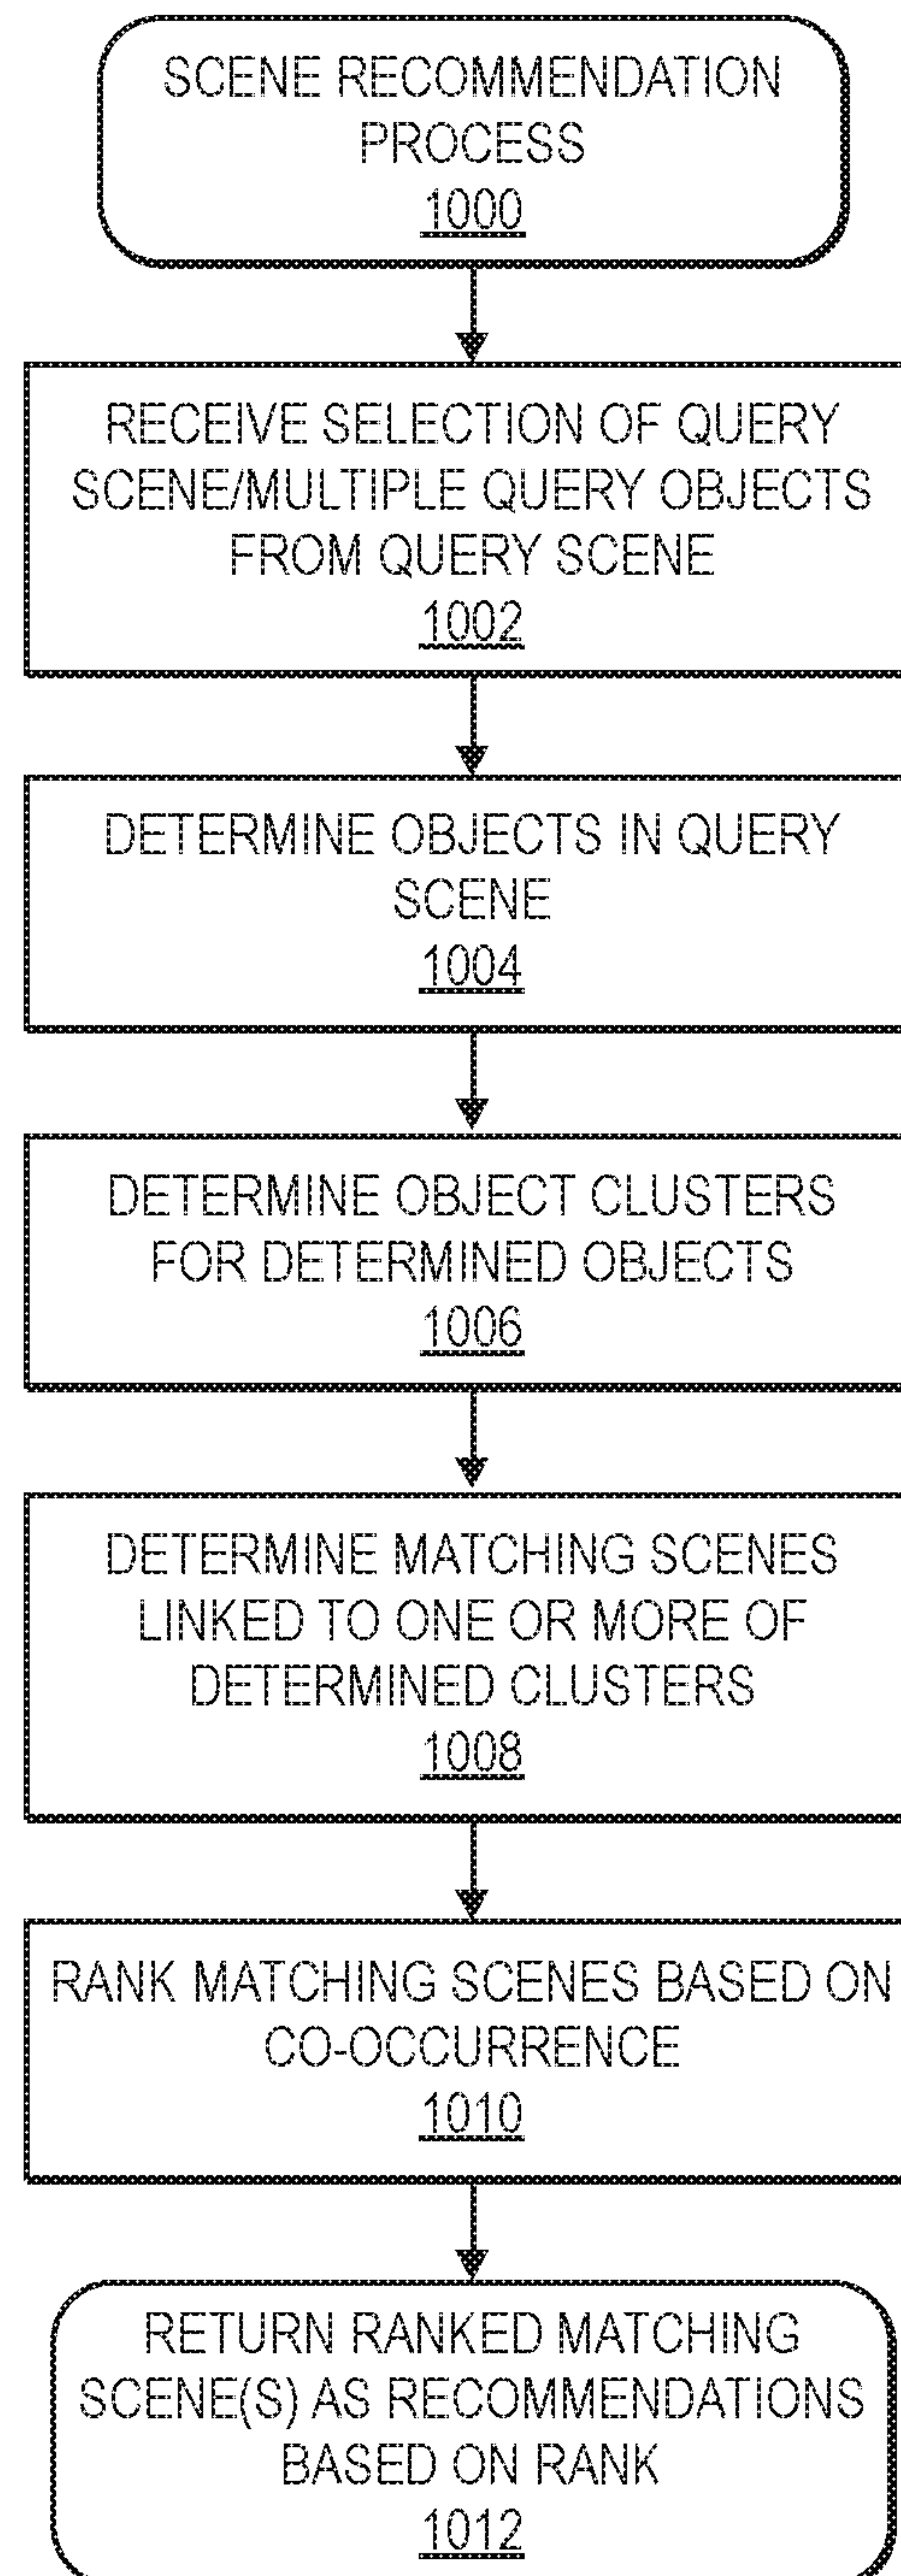 SCENE RECOMMENDATION
PROCESS
1000
RECEIVE SELECTION OF QUERY
SCENE/MULTIPLE QUERY OBJECTS
FROM QUERY SCENE
1002
DETERMINE OBJECTS IN QUERY
SCENE
1004
DETERMINE OBJECT CLUSTERS
FOR DETERMINED OBJECTS
1006
DETERMINE MATCHING SCENES
LINKED TO ONE OR MORE OF
DETERMINED CLUSTERS
1008
RANK MATCHING SCENES BASED ON
CO-OCCURRENCE
1010
RETURN RANKED MATCHING
SCENE(S) AS RECOMMENDATIONS
BASED ON RANK
1012